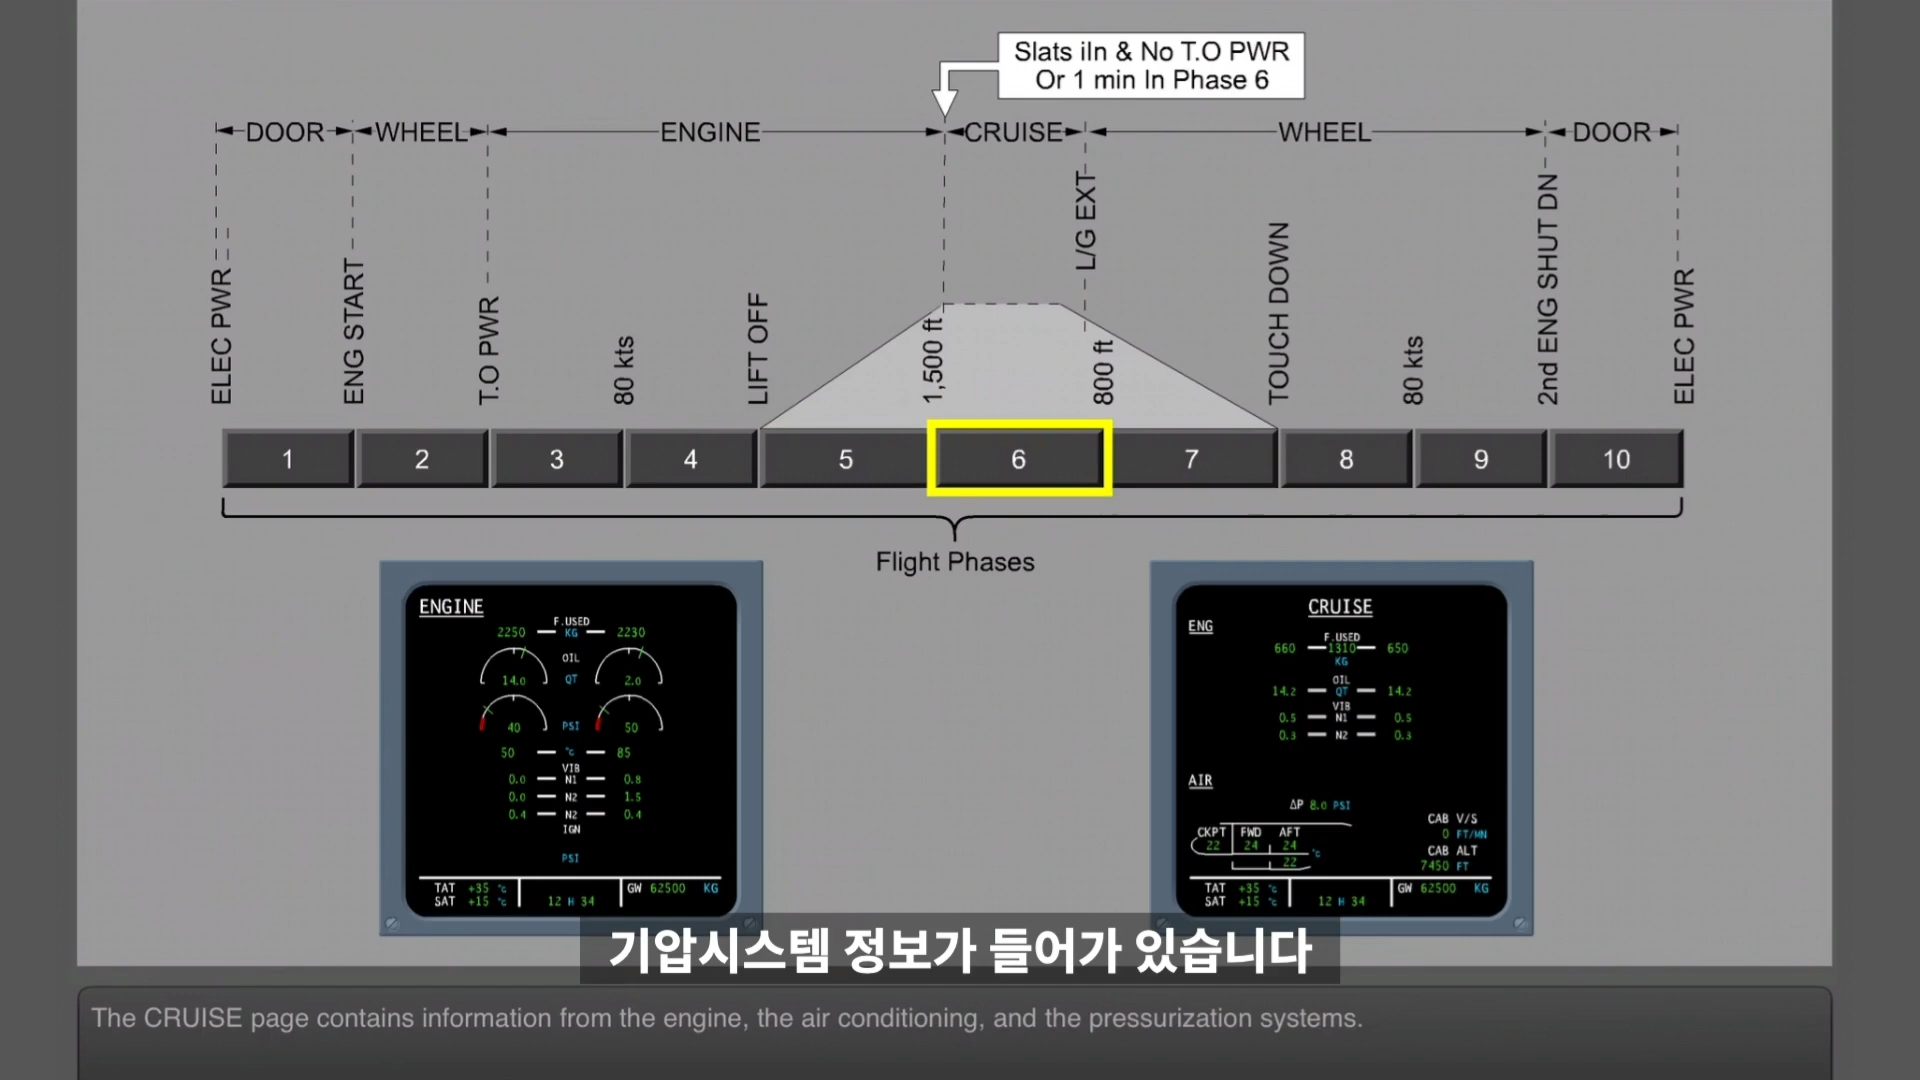 Slats iIn & No T.O PWR
Or 1 min In Phase 6
DOOR WHEEL ENGINE CRUISE WHEEL DOOR
ELEC PWR
ENG START
T.O PWR
80 kts
LIFT OFF
1,500 ft
L/G EXT
800 ft
TOUCH DOWN
80 kts
2nd ENG SHUT DN
ELEC PWR
1 2 3 4 5 6 7 8 9 10
Flight Phases
ENGINE
F.USED
2250 KG 2230
OIL
14.0 QT 2.0
40 PSI 50
50 °C 85
VIB
0.0 N1 0.8
0.0 N2 1.5
0.4 N2 0.4
IGN
PSI
TAT +35 °C GW 62500 KG
SAT +15 °C 12 H 34
CRUISE
ENG
F.USED
660 1310 650
KG
OIL
14.2 QT 14.2
VIB
0.5 N1 0.5
0.3 N2 0.3
AIR
ΔP 8.0 PSI
CAB V/S
CKPT FWD AFT 0 FT/MN
22 24 24 °C CAB ALT
22 7450 FT
TAT +35 °C GW 62500 KG
SAT +15 °C 12 H 34
기압시스템 정보가 들어가 있습니다
The CRUISE page contains information from the engine, the air conditioning, and the pressurization systems.